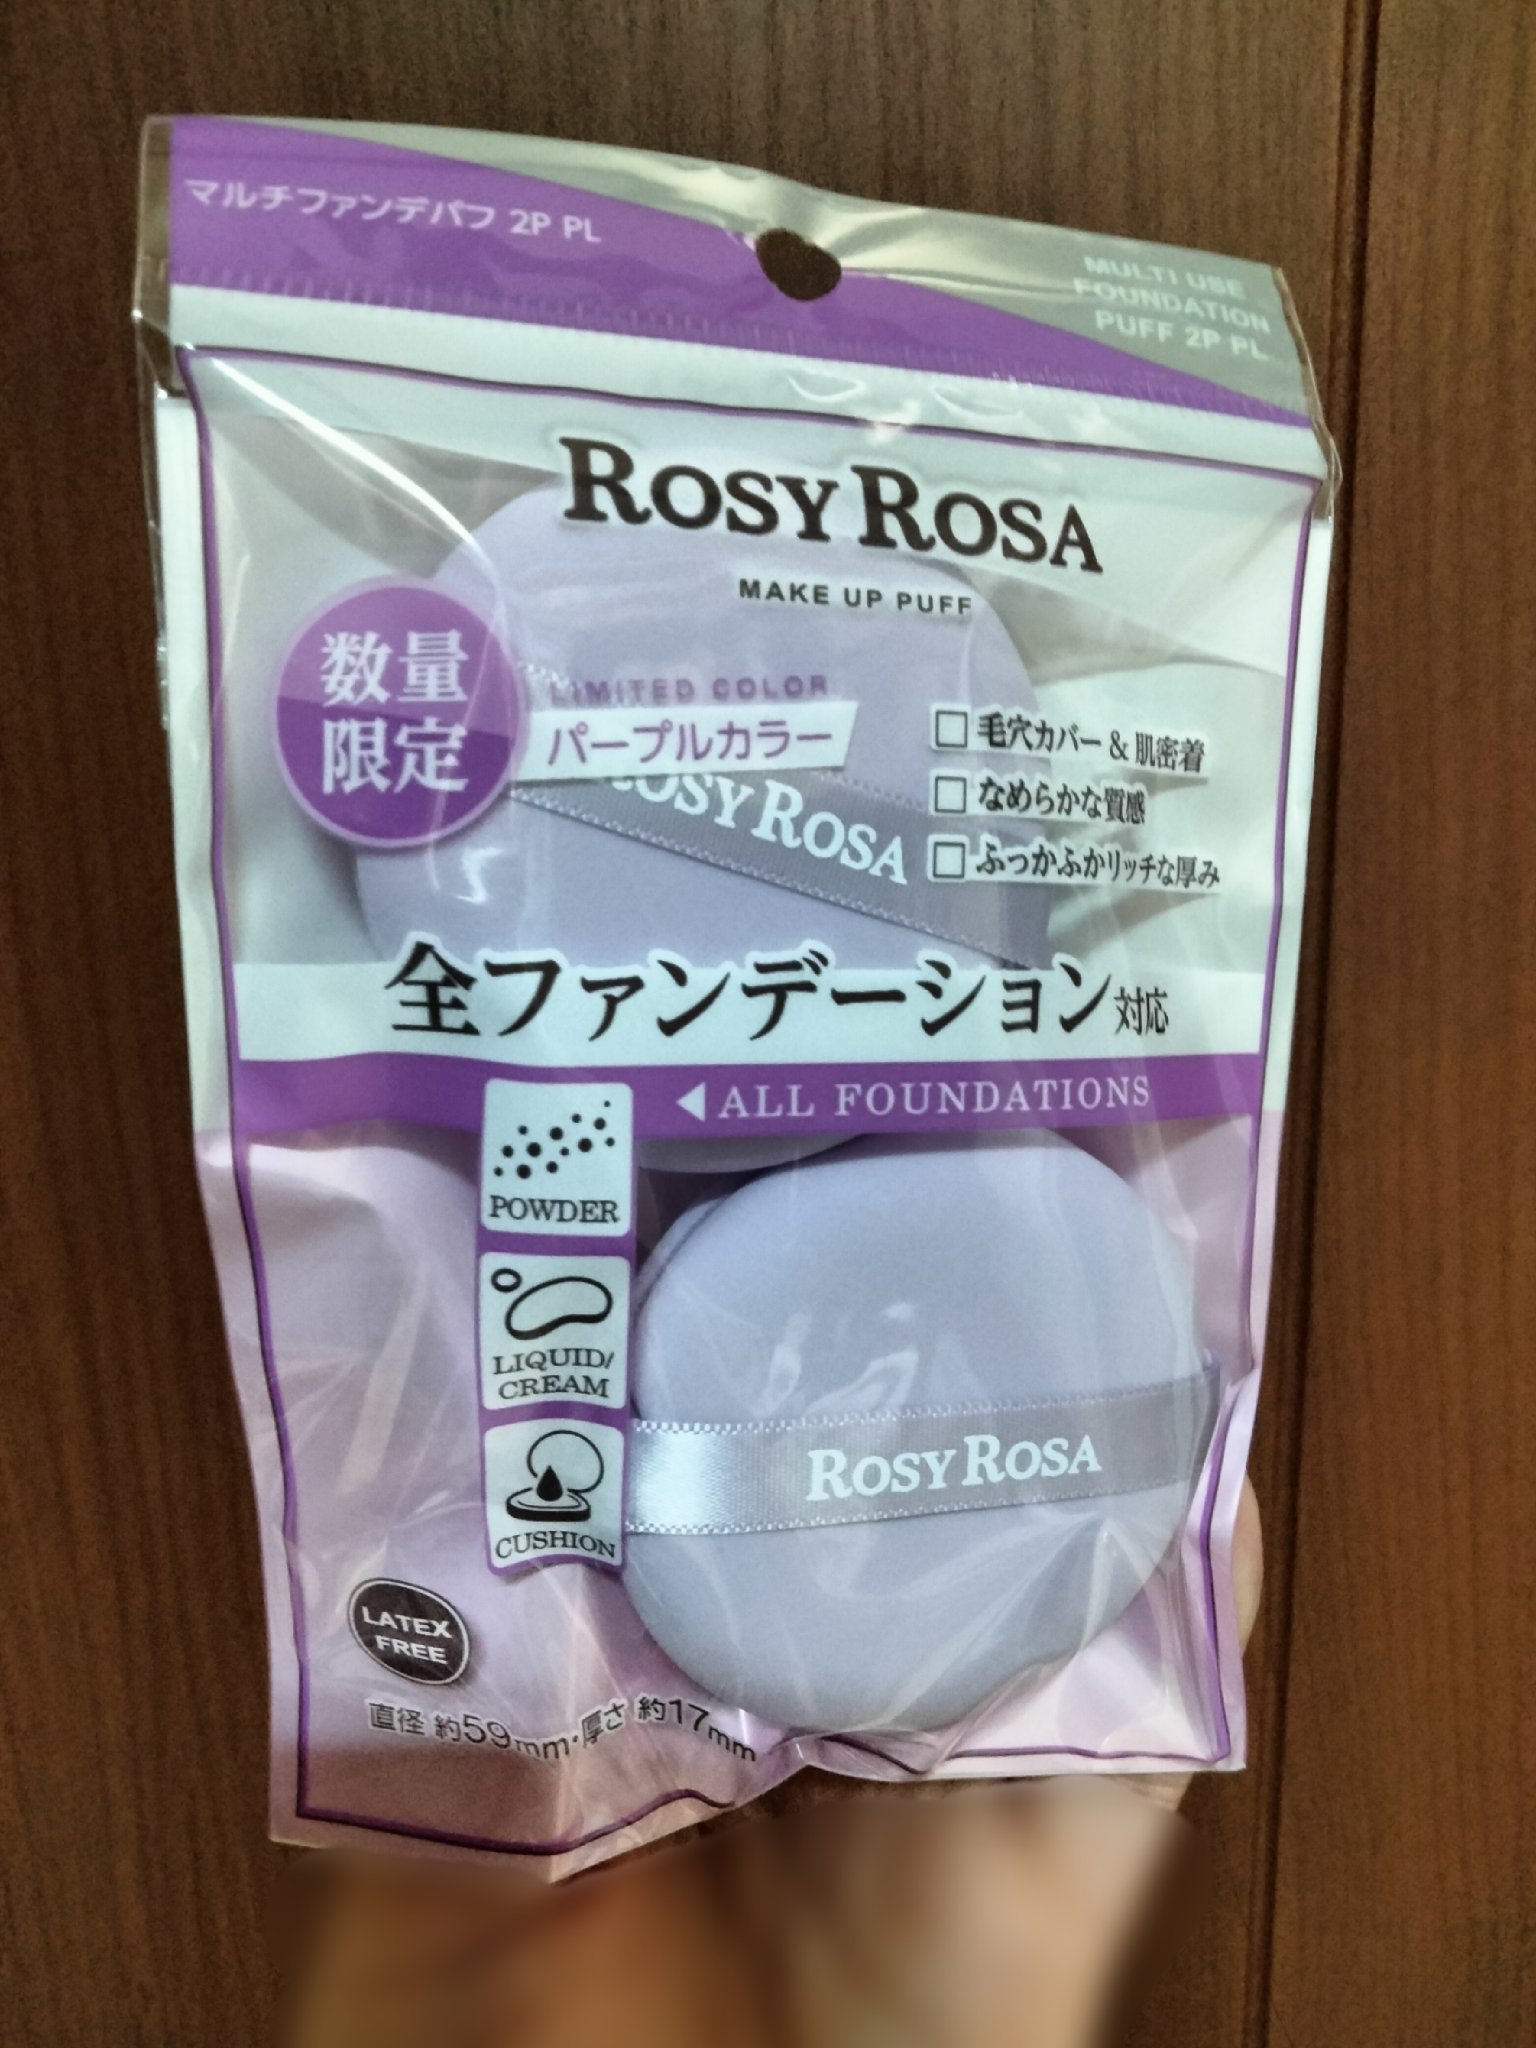 マルチファンデパフ 2P PL
MULTI USE
FOUNDATION
PUFF 2P PL
ROSY ROSA
MAKE UP PUFF
数量
限定
LIMITED COLOR
パープルカラー
ROSY ROSA
□ 毛穴カバー & 肌密着
□ なめらかな質感
□ ふっかふかリッチな厚み
全ファンデーション対応
◀ ALL FOUNDATIONS
POWDER
LIQUID/
CREAM
CUSHION
ROSY ROSA
LATEX
FREE
直径 約59mm・厚さ 約17mm